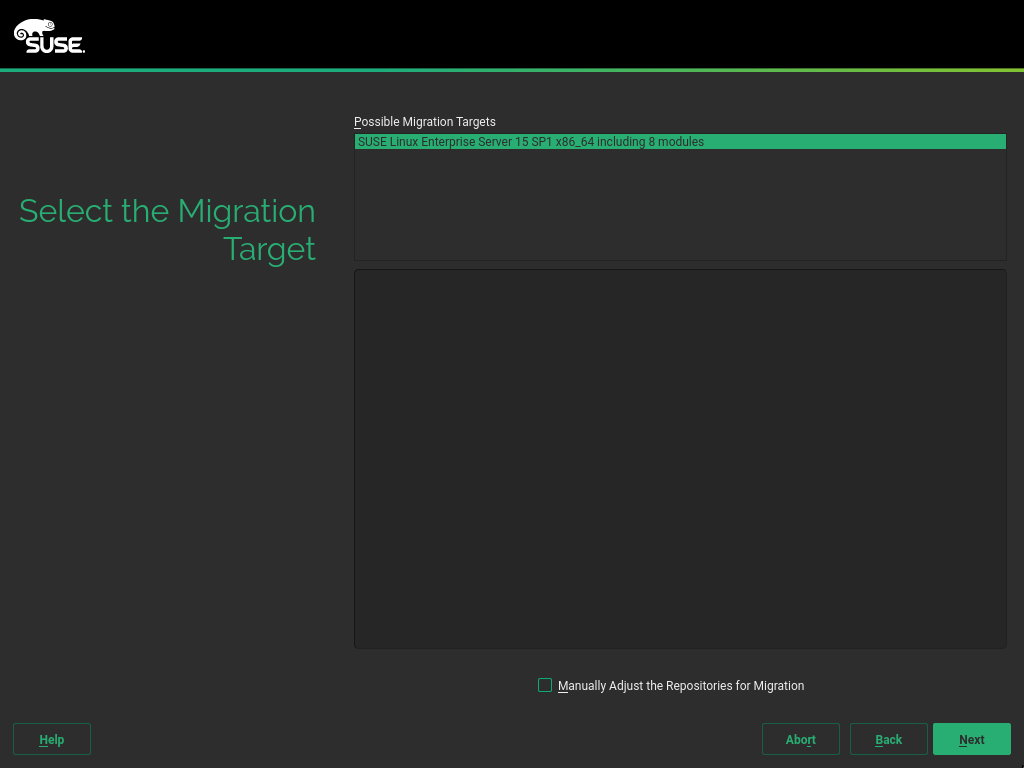 SUSE.
Possible Migration Targets
SUSE Linux Enterprise Server 15 SP1 x86_64 including 8 modules
Select the Migration
Target
Manually Adjust the Repositories for Migration
Help
Abort
Back
Next